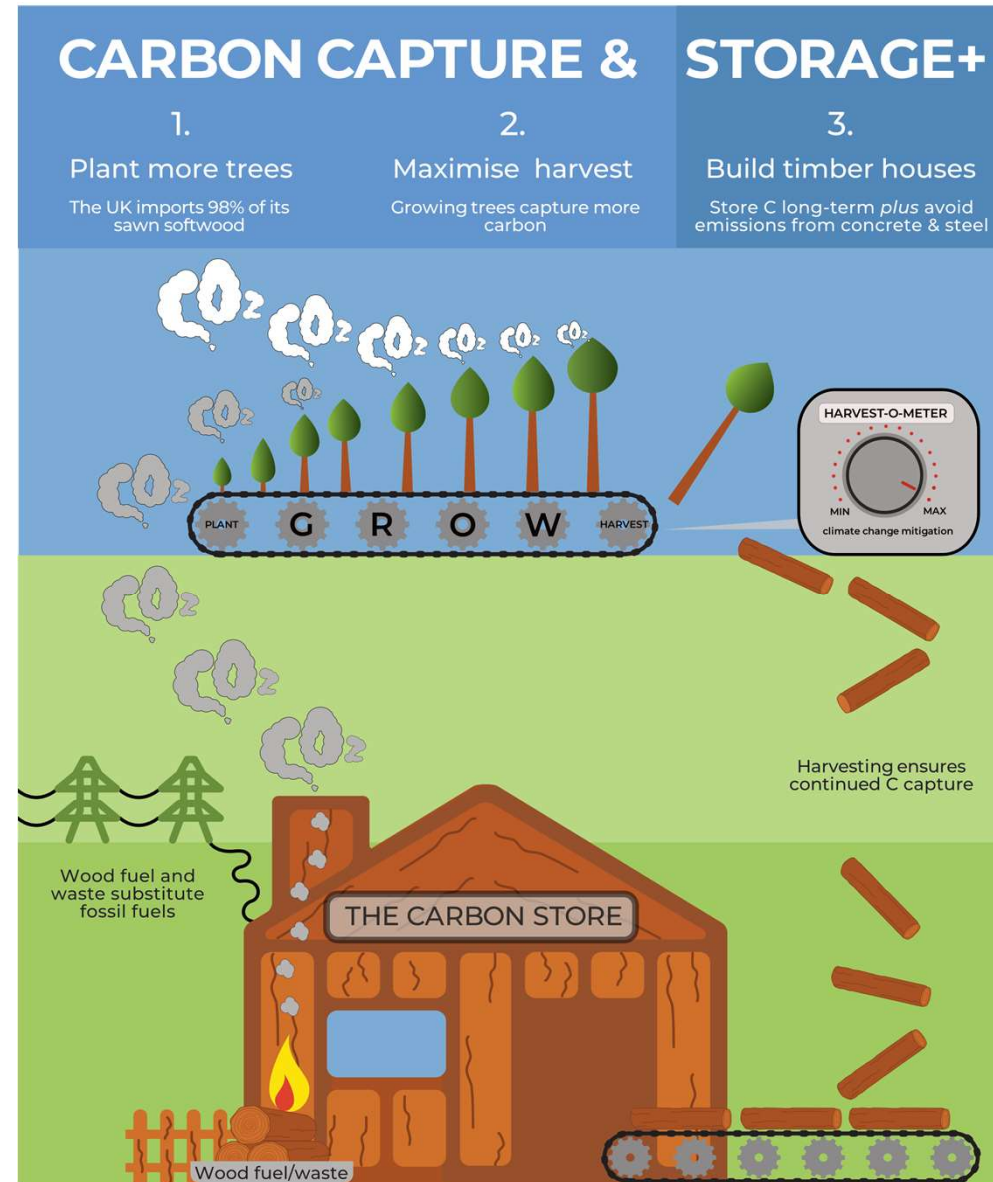 CARBON CAPTURE & STORAGE+
1.
Plant more trees
The UK imports 98% of its
sawn softwood
2.
Maximise harvest
Growing trees capture more
carbon
3.
Build timber houses
Store C long-term plus avoid
emissions from concrete & steel
CO2
CO2
CO2
CO2
CO2
CO2
CO2
CO2
CO2
HARVEST-O-METER
MIN
MAX
climate change mitigation
PLANT
G
R
O
W
HARVEST
CO2
CO2
CO2
Harvesting ensures
continued C capture
Wood fuel and
waste substitute
fossil fuels
THE CARBON STORE
Wood fuel/waste